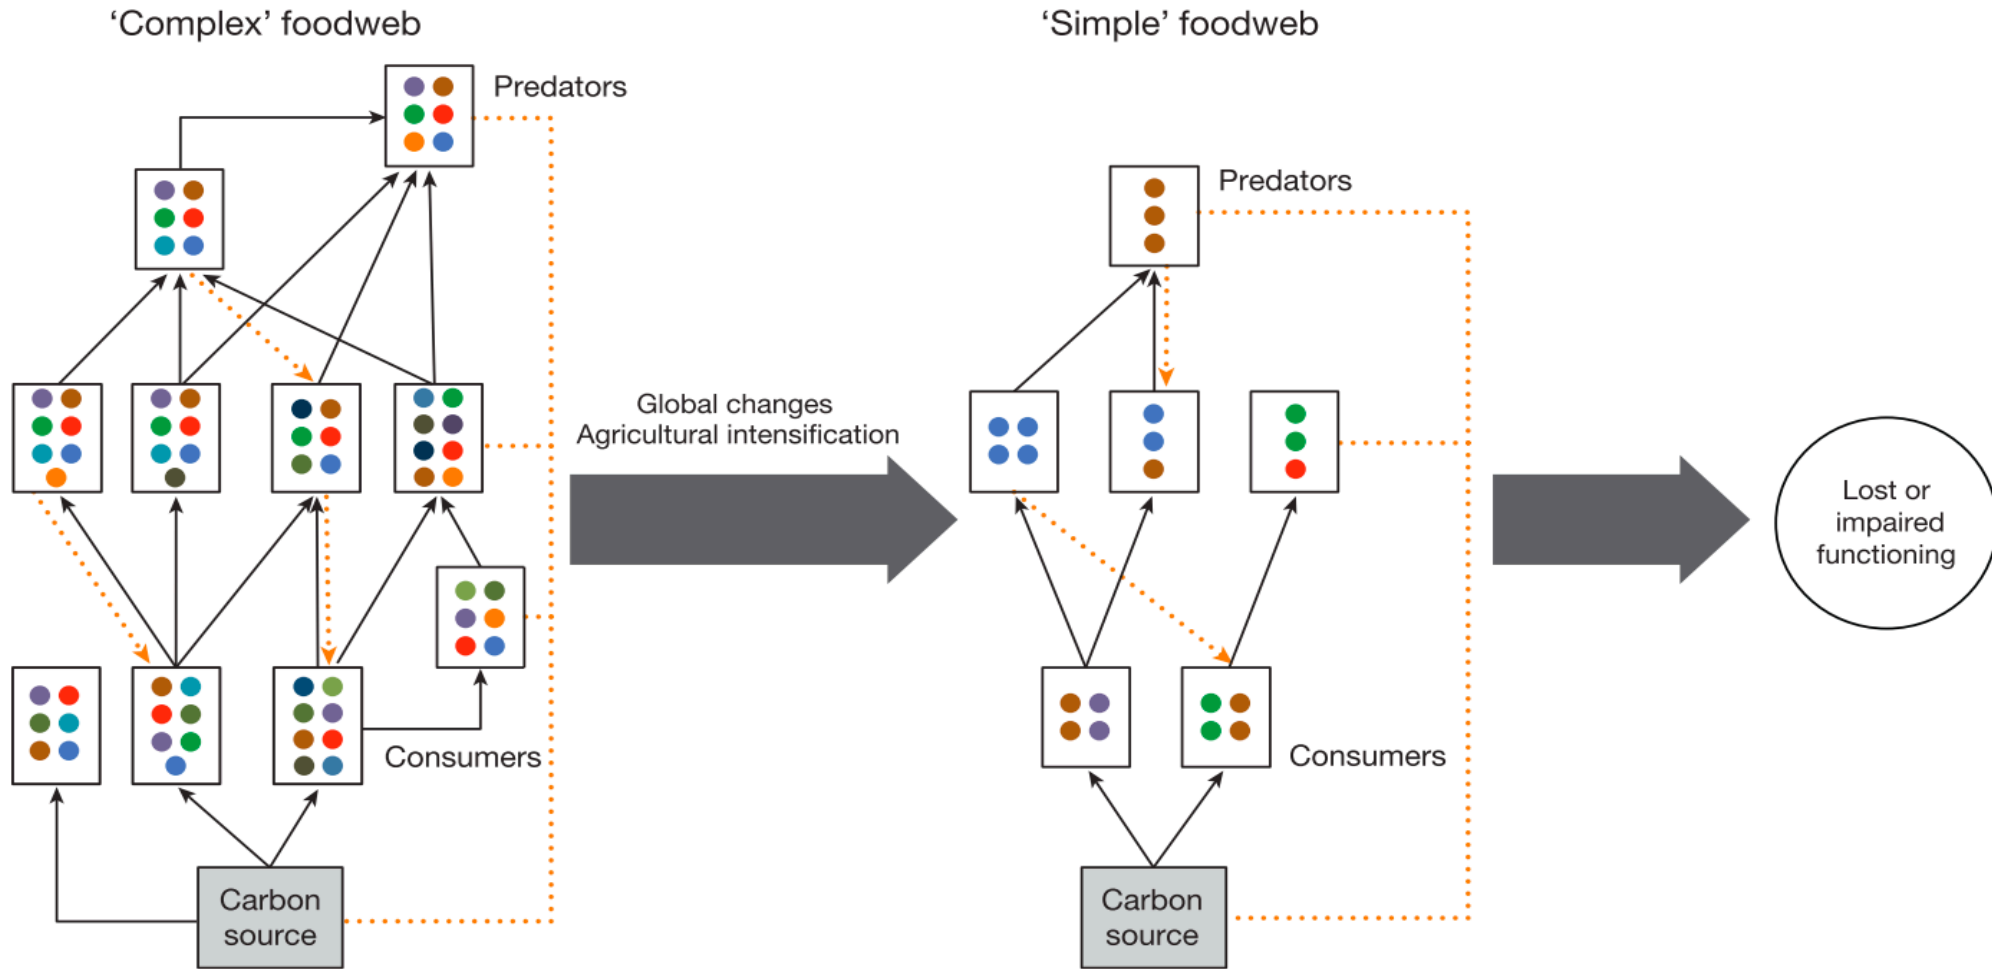 ‘Complex’ foodweb
Predators
Consumers
Carbon
source
Global changes
Agricultural intensification
‘Simple’ foodweb
Predators
Consumers
Carbon
source
Lost or
impaired
functioning